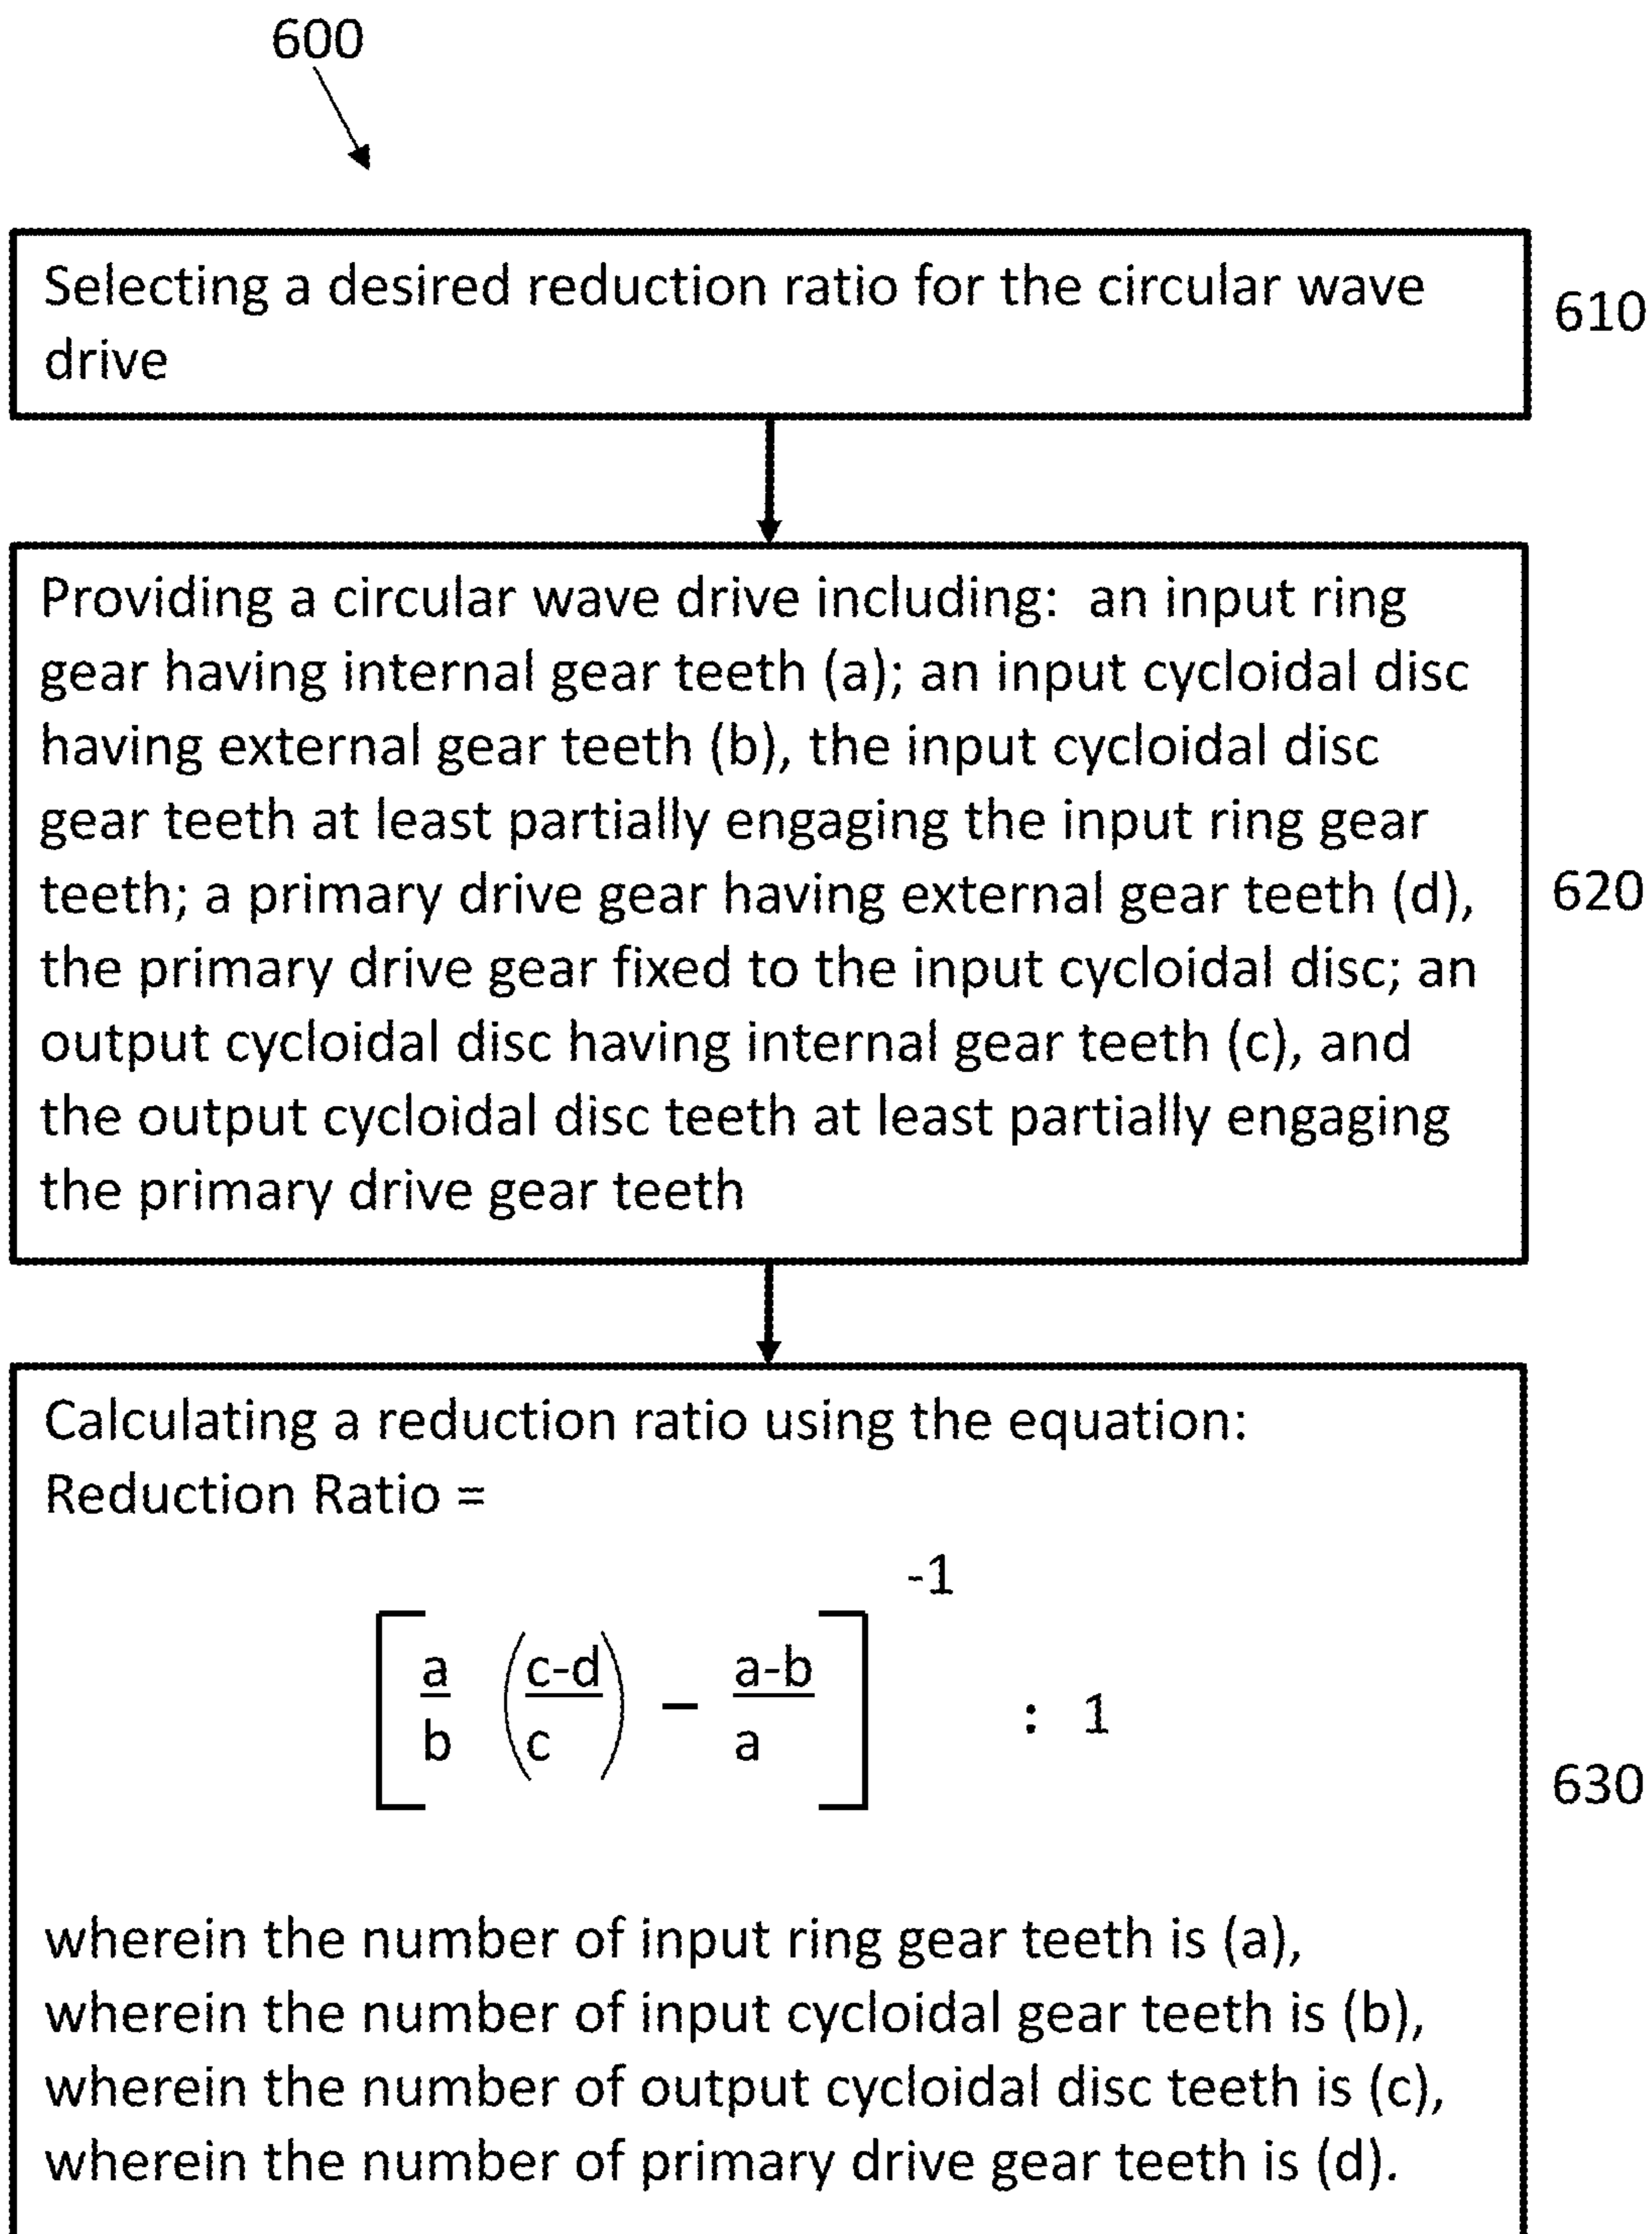 600
Selecting a desired reduction ratio for the circular wave
drive
610
Providing a circular wave drive including: an input ring
gear having internal gear teeth (a); an input cycloidal disc
having external gear teeth (b), the input cycloidal disc
gear teeth at least partially engaging the input ring gear
teeth; a primary drive gear having external gear teeth (d),
the primary drive gear fixed to the input cycloidal disc; an
output cycloidal disc having internal gear teeth (c), and
the output cycloidal disc teeth at least partially engaging
the primary drive gear teeth
620
Calculating a reduction ratio using the equation:
Reduction Ratio =
[ a/b ( c-d / c ) – a-b / a ] -1 : 1
630
wherein the number of input ring gear teeth is (a),
wherein the number of input cycloidal gear teeth is (b),
wherein the number of output cycloidal disc teeth is (c),
wherein the number of primary drive gear teeth is (d).